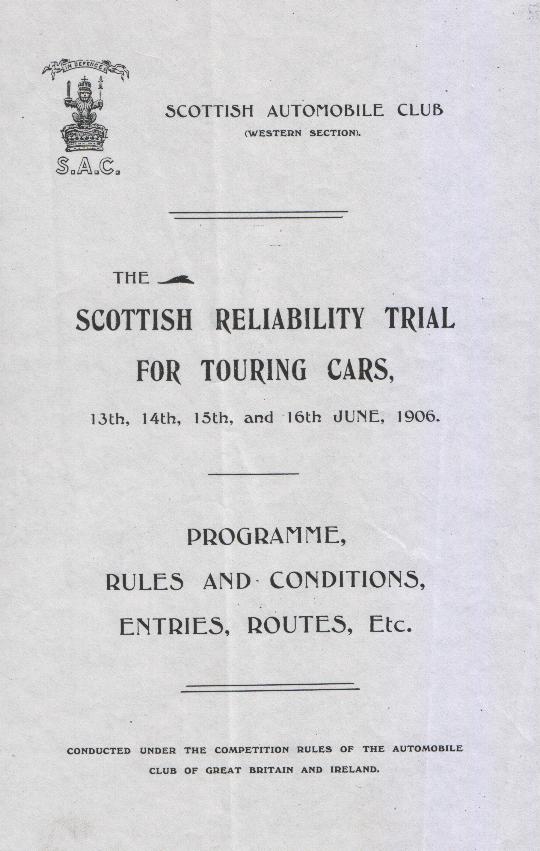 IN DEFENCE
S.A.C.
SCOTTISH AUTOMOBILE CLUB
(WESTERN SECTION).
THE
SCOTTISH RELIABILITY TRIAL
FOR TOURING CARS,
13th, 14th, 15th, and 16th JUNE, 1906.
PROGRAMME,
RULES AND CONDITIONS,
ENTRIES, ROUTES, Etc.
CONDUCTED UNDER THE COMPETITION RULES OF THE AUTOMOBILE
CLUB OF GREAT BRITAIN AND IRELAND.